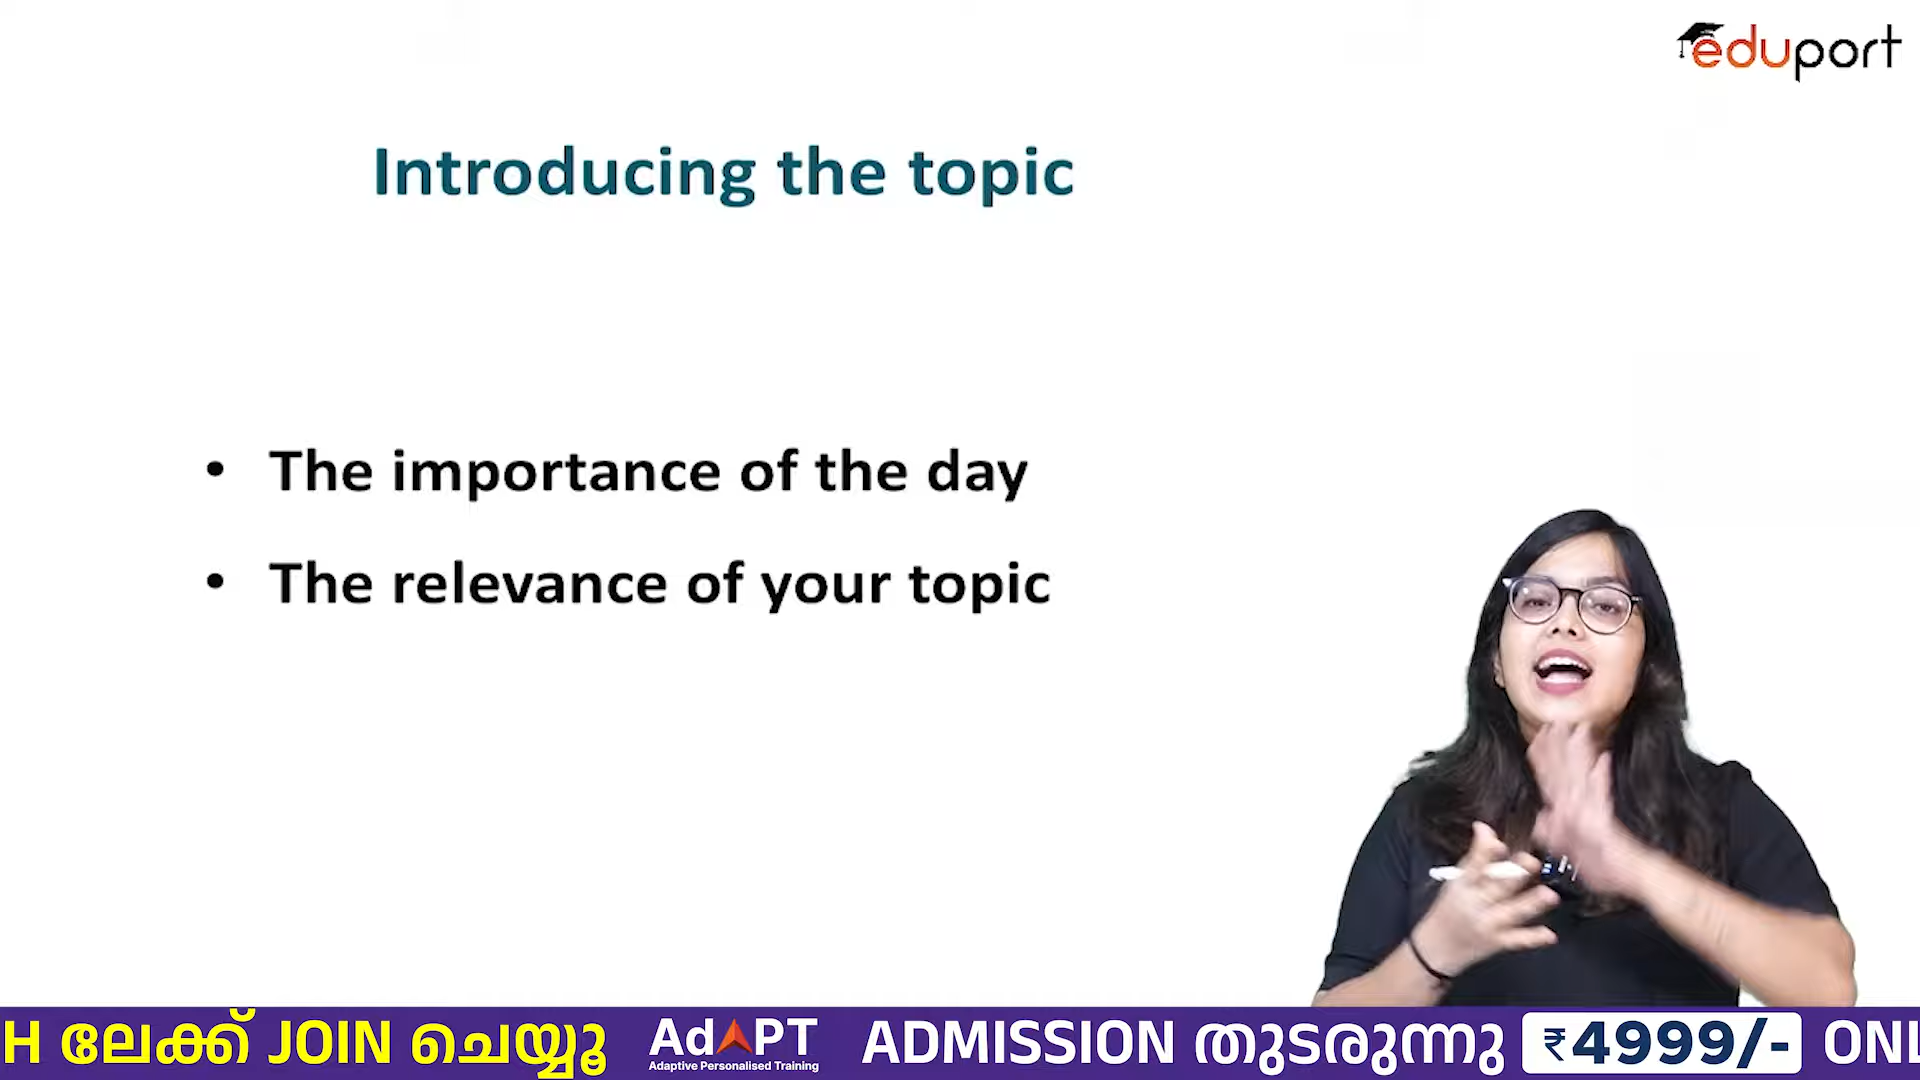 eduport
Introducing the topic
• The importance of the day
• The relevance of your topic
H ലേക്ക് JOIN ചെയ്യൂ AdAPT ADMISSION തുടരുന്നു ₹4999/- ONL
Adaptive Personalised Training